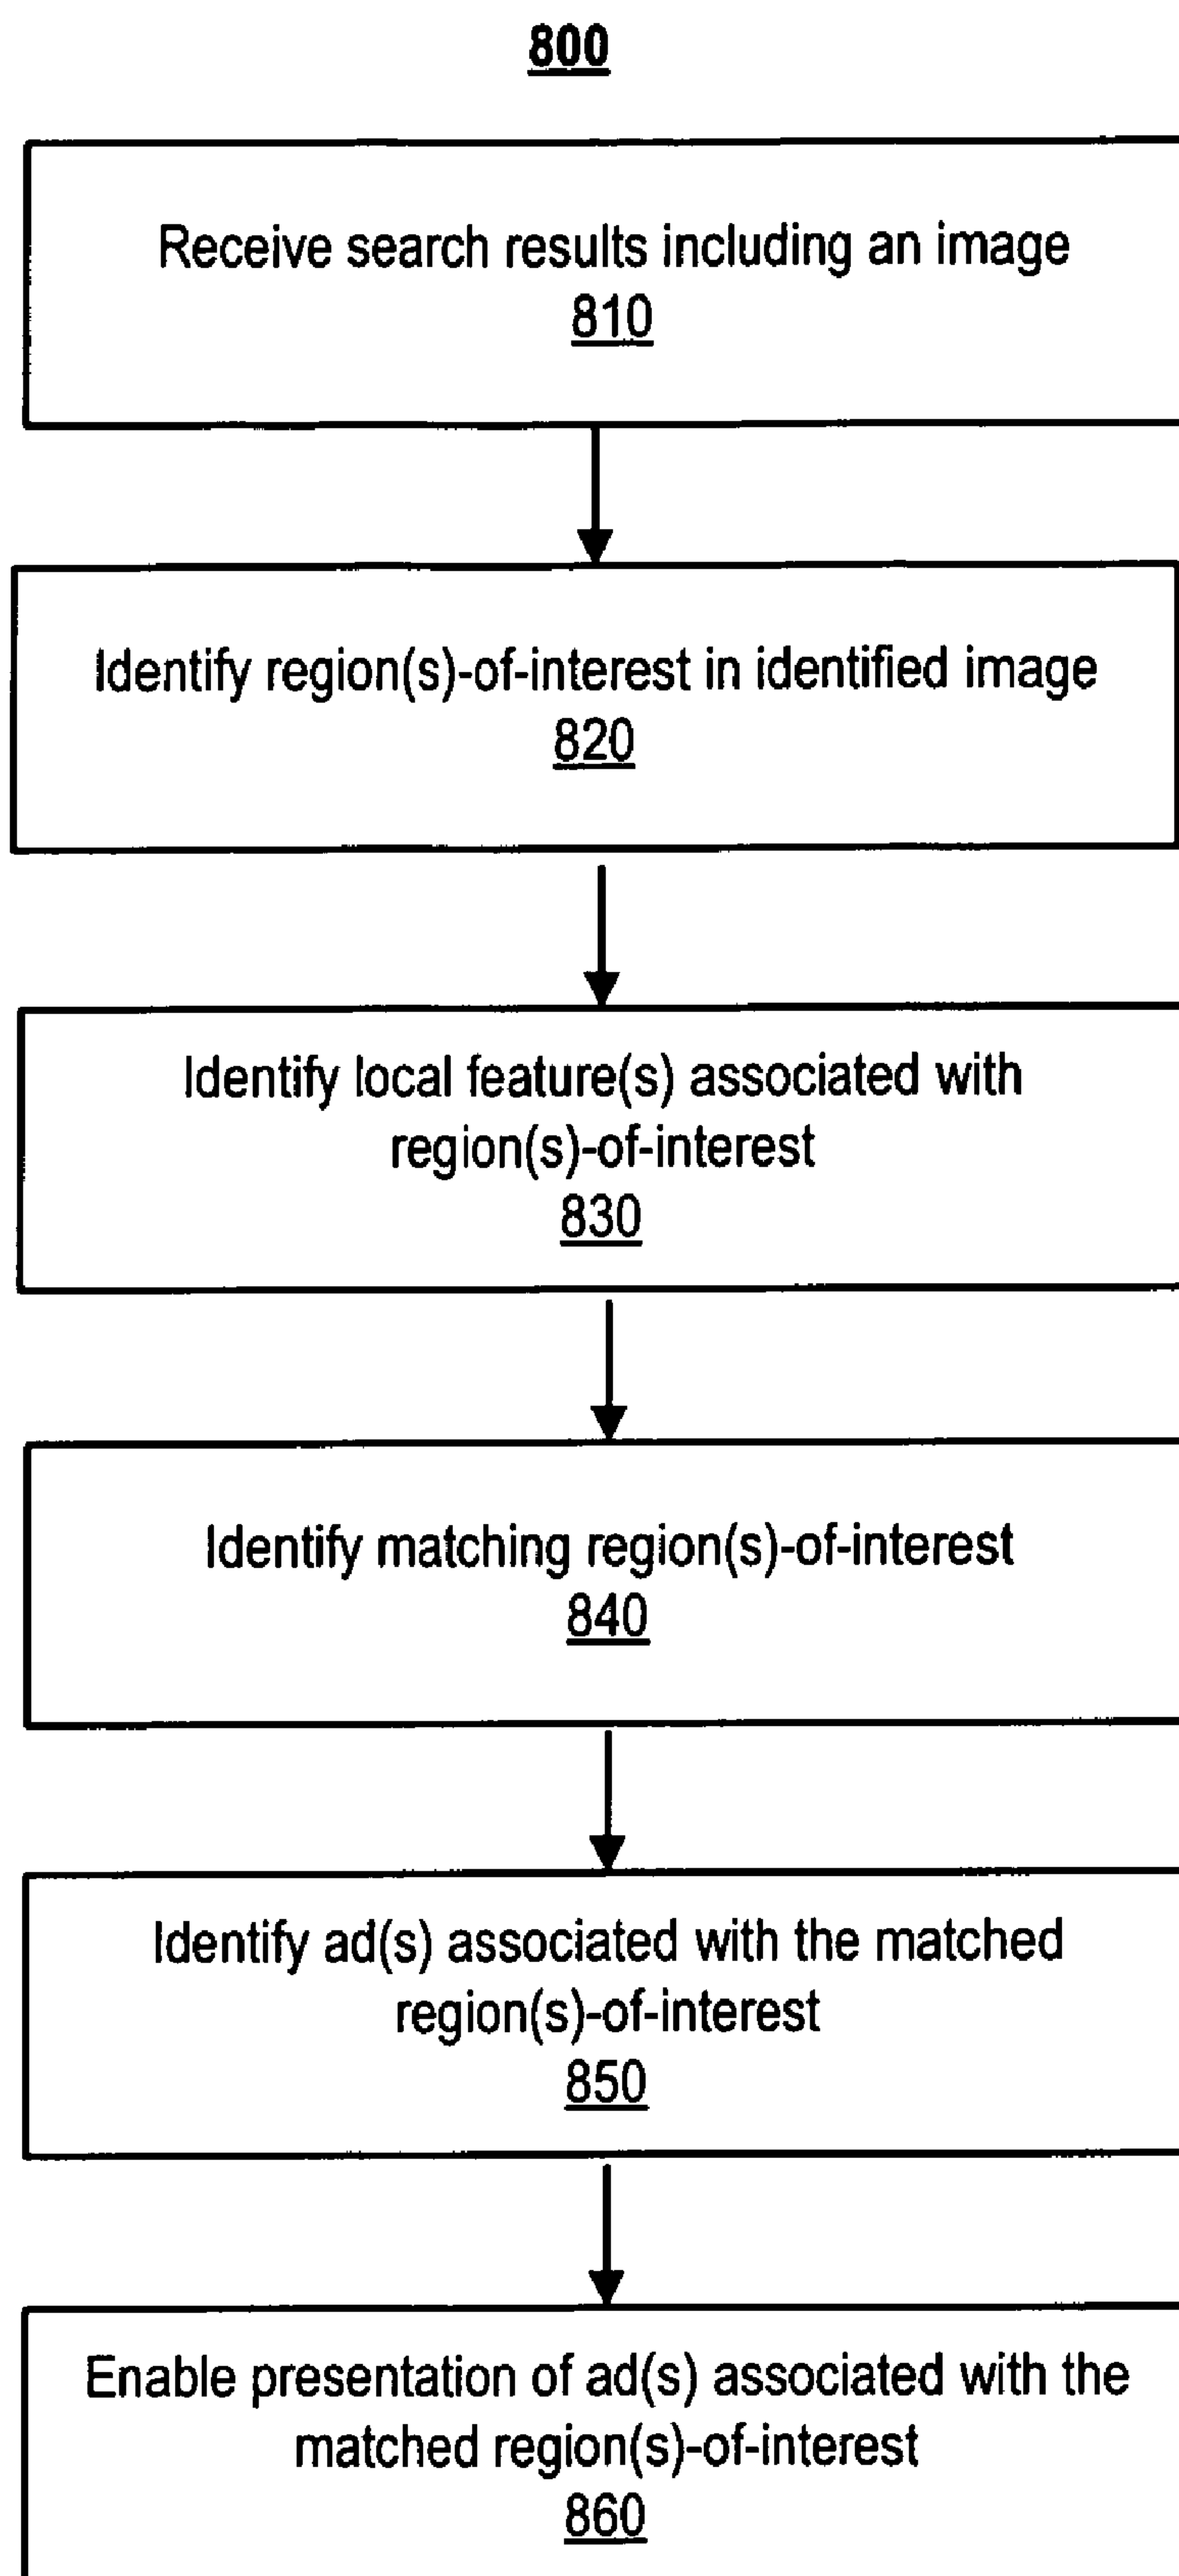 800
Receive search results including an image
810
Identify region(s)-of-interest in identified image
820
Identify local feature(s) associated with
region(s)-of-interest
830
Identify matching region(s)-of-interest
840
Identify ad(s) associated with the matched
region(s)-of-interest
850
Enable presentation of ad(s) associated with the
matched region(s)-of-interest
860